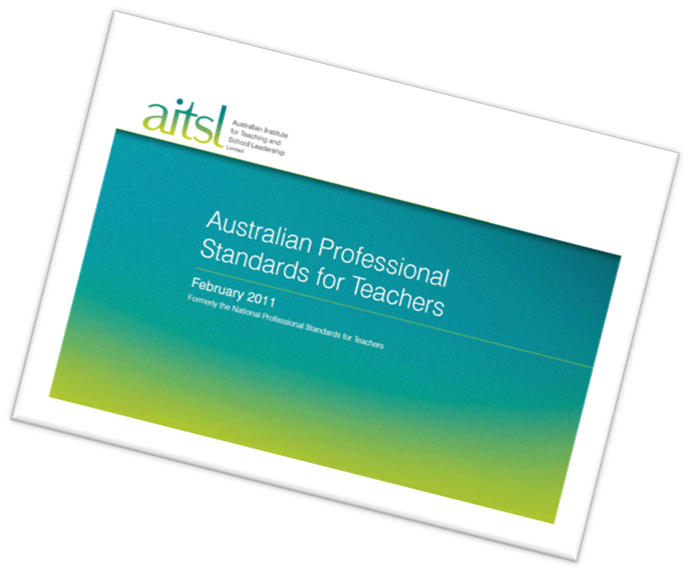 aitsl
Australian Institute
for Teaching and
School Leadership
Limited
Australian Professional
Standards for Teachers
February 2011
Formerly the National Professional Standards for Teachers